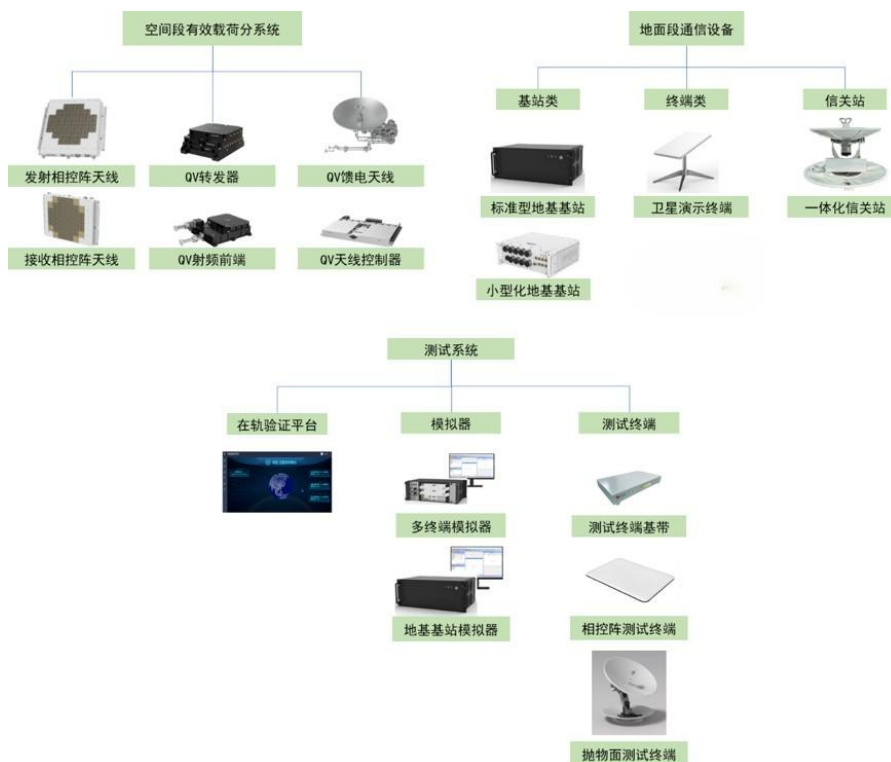 空间段有效载荷分系统
地面段通信设备
发射相控阵天线
QV转发器
QV馈电天线
接收相控阵天线
QV射频前端
QV天线控制器
基站类
终端类
信关站
标准型地基基站
卫星演示终端
一体化信关站
小型化地基基站
测试系统
在轨验证平台
模拟器
测试终端
多终端模拟器
测试终端基带
地基基站模拟器
相控阵测试终端
抛物面测试终端